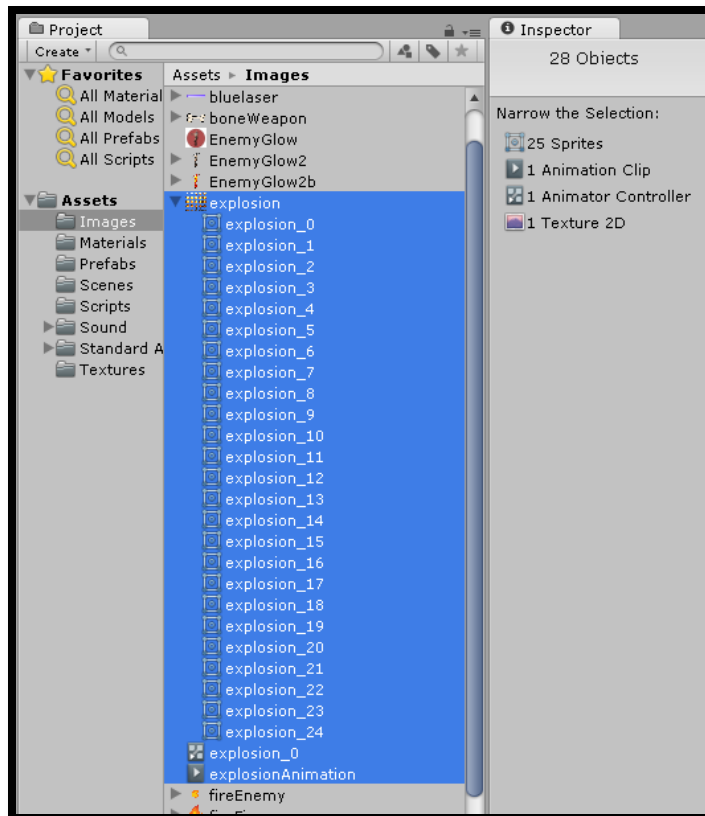 Project
Create
Favorites
All Material
All Models
All Prefabs
All Scripts
Assets
Images
Materials
Prefabs
Scenes
Scripts
Sound
Standard A
Textures
Assets Images
bluelaser
boneWeapon
EnemyGlow
EnemyGlow2
EnemyGlow2b
explosion
explosion_0
explosion_1
explosion_2
explosion_3
explosion_4
explosion_5
explosion_6
explosion_7
explosion_8
explosion_9
explosion_10
explosion_11
explosion_12
explosion_13
explosion_14
explosion_15
explosion_16
explosion_17
explosion_18
explosion_19
explosion_20
explosion_21
explosion_22
explosion_23
explosion_24
explosion_0
explosionAnimation
fireEnemy
Inspector
28 Objects
Narrow the Selection:
25 Sprites
1 Animation Clip
1 Animator Controller
1 Texture 2D